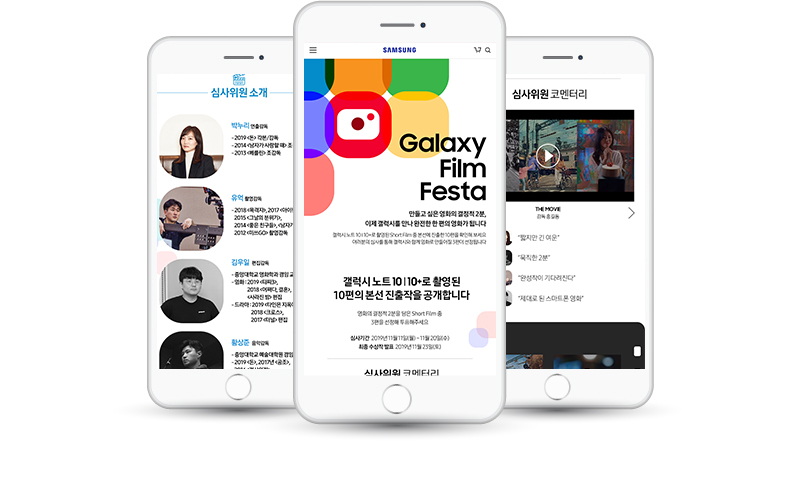 심사위원 소개
박누리 연출감독
- 2019 <돈> 각본/감독
- 2014 <남자가 사랑할 때> 조
- 2013 <베를린> 조감독
유억 촬영감독
- 2018 <목격자>, 2017 <아이
2015 <그날의 분위기>,
- 2014 <좋은 친구들>, <남자가
- 2012 <미쓰GO> 촬영감독
김우일 편집감독
- 중앙대학교 영화학과 겸임 교
- 영화 : 2019 <타짜3>,
2018 <어쩌다, 결혼>,
<사라진 밤> 편집
- 드라마 : 2019 <타인은 지옥이
2018 <크로스>,
2017 <터널> 편집
황상준 음악감독
- 중앙대학교 예술대학원 겸임
- 2019 <돈>, 2017년 <공조>,
SAMSUNG
Galaxy
Film
Festa
만들고 싶은 영화의 결정적 2분,
이제 갤럭시를 만나 완전한 한 편의 영화가 됩니다
갤럭시 노트 10 | 10+로 촬영된 Short Film 중 본선에 진출한 10편을 확인해 보세요
여러분의 심사를 통해 갤럭시와 함께 영화로 만들어질 3편이 선정됩니다
갤럭시 노트 10 | 10+로 촬영된
10편의 본선 진출작을 공개합니다
영화의 결정적 2분을 담은 Short Film 중
3편을 선정해 투표해주세요
심사기간 2019년 11월 11일(월) ~ 11월 20일(수)
최종 수상작 발표 2019년 11월 23일(토)
심사위원 코멘터리
심사위원 코멘터리
THE MOVIE
감독 홍길동
“짧지만 긴 여운”
“묵직한 2분”
“완성작이 기다려진다”
“제대로 된 스마트폰 영화”